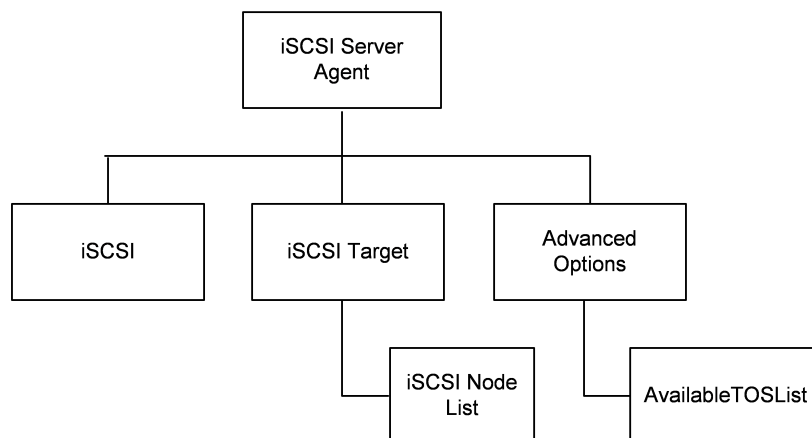 iSCSI Server
Agent
iSCSI
iSCSI Target
Advanced
Options
iSCSI Node
List
AvailableTOSList